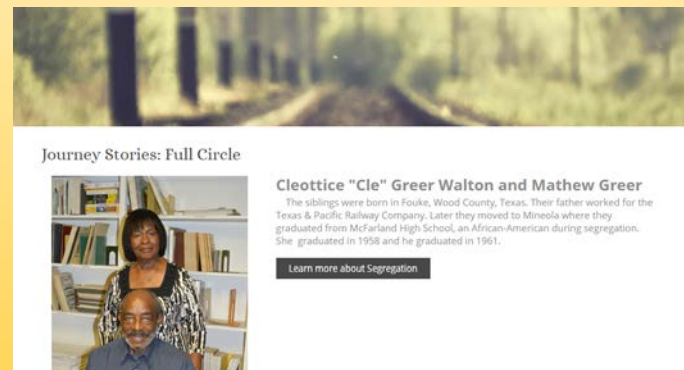 Journey Stories: Full Circle
Cleottice "Cle" Greer Walton and Mathew Greer
The siblings were born in Fouke, Wood County, Texas. Their father worked for the
Texas & Pacific Railway Company. Later they moved to Mineola where they
graduated from McFarland High School, an African-American during segregation.
She graduated in 1958 and he graduated in 1961.
Learn more about Segregation